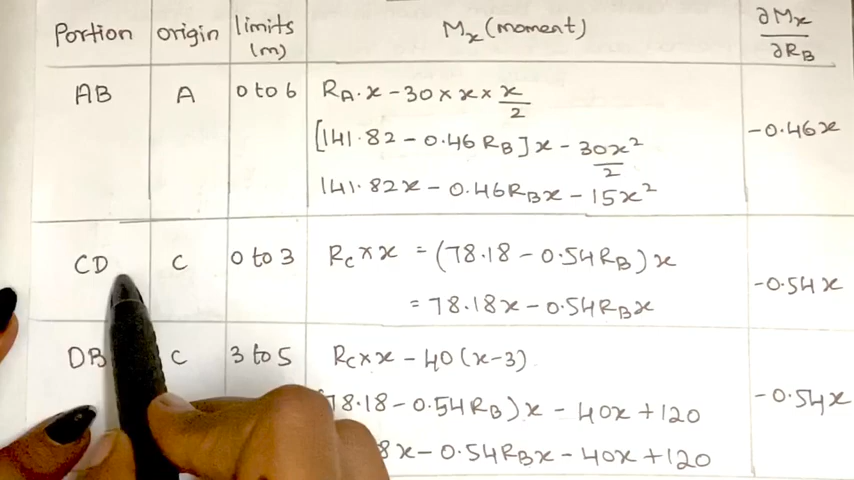 Portion origin limits (m) Mx (moment) ∂Mx/∂RB
AB A 0 to 6 RA·x − 30 × x × x/2
[141·82 − 0·46 RB] x − 30x²/2 −0·46x
141·82x − 0·46RBx − 15x²
CD C 0 to 3 RC × x = (78·18 − 0·54RB) x
= 78·18x − 0·54RBx −0·54x
DB C 3 to 5 RC × x − 40 (x−3)
78·18 − 0·54RB) x − 40x + 120 −0·54x
8x − 0·54RBx − 40x + 120